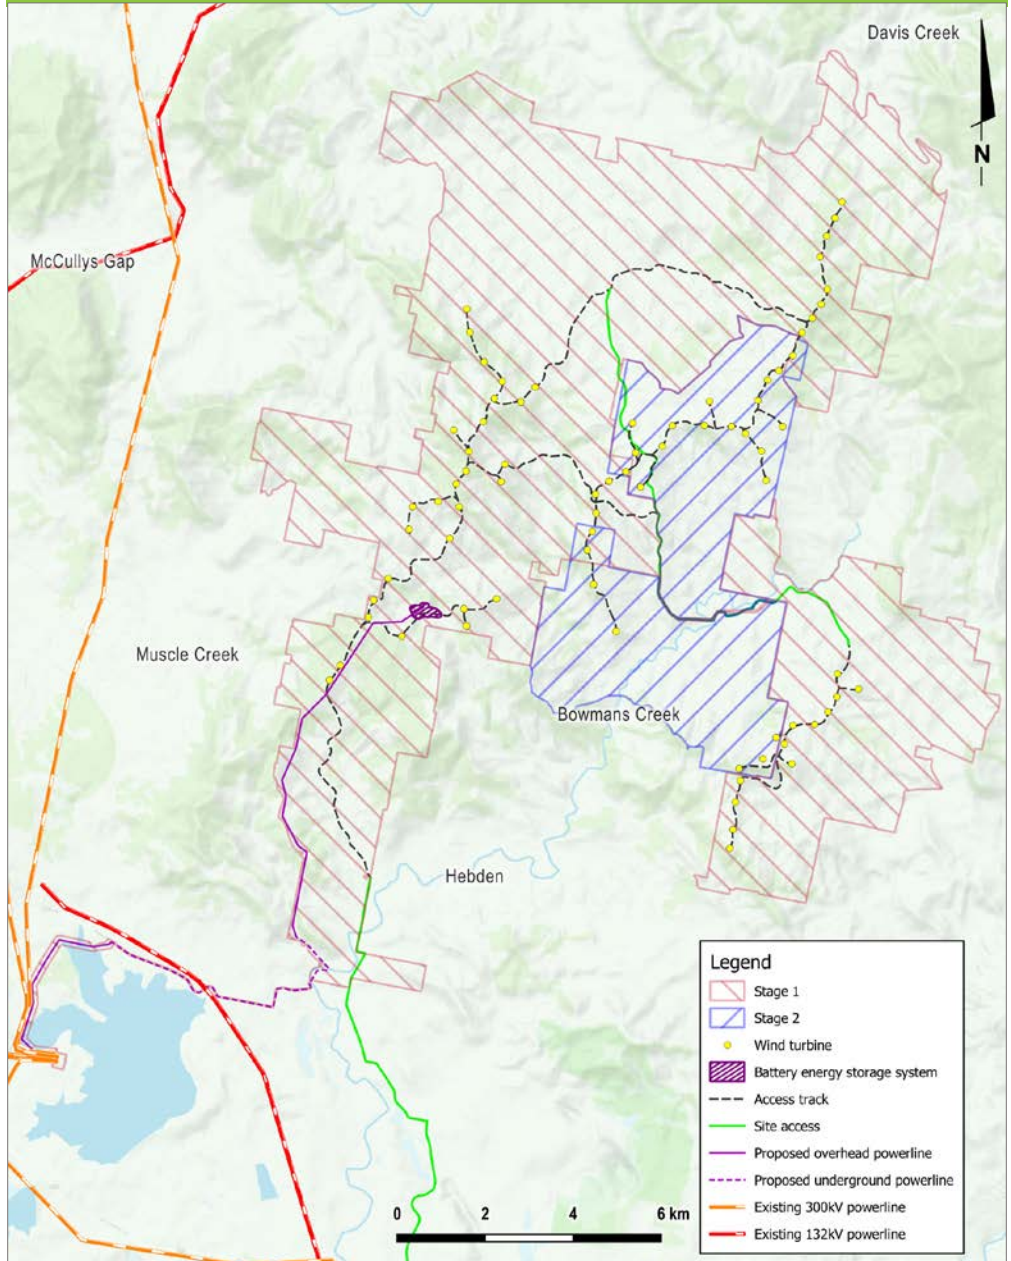 Davis Creek
N
McCullys Gap
Muscle Creek
Bowmans Creek
Hebden
Legend
Stage 1
Stage 2
Wind turbine
Battery energy storage system
Access track
Site access
Proposed overhead powerline
Proposed underground powerline
Existing 300kV powerline
Existing 132kV powerline
0 2 4 6 km